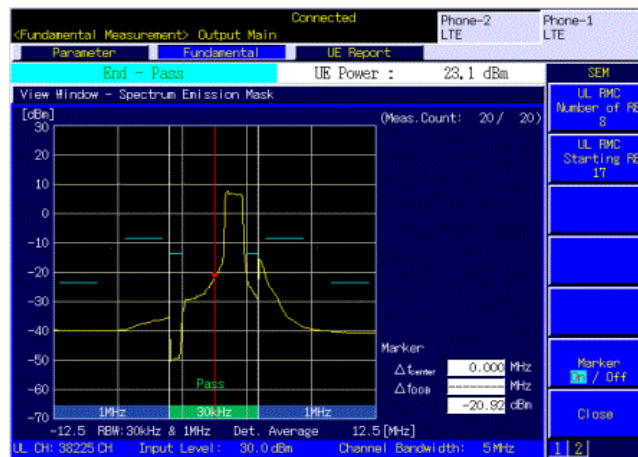 Connected
<Fundamental Measurement> Output Main
Phone-2
LTE
Phone-1
LTE
Parameter
Fundamental
UE Report
End - Pass
UE Power : 23.1 dBm
SEM
View Window - Spectrum Emission Mask
UL RMC
Number of RB
8
[dBm]
(Meas.Count: 20/ 20)
30
20
10
0
-10
-20
-30
-40
-50
-60
-70
UL RMC
Starting RB
17
Pass
1MHz
30kHz
1MHz
-12.5 RBW:30kHz & 1MHz Det. Average 12.5[MHz]
Marker
Δfcenter 0.000 MHz
ΔfOOB ------- MHz
-20.92 dBm
Marker
On / Off
Close
UL CH: 38225CH Input Level: 30.0dBm Channel Bandwidth: 5MHz
1 2